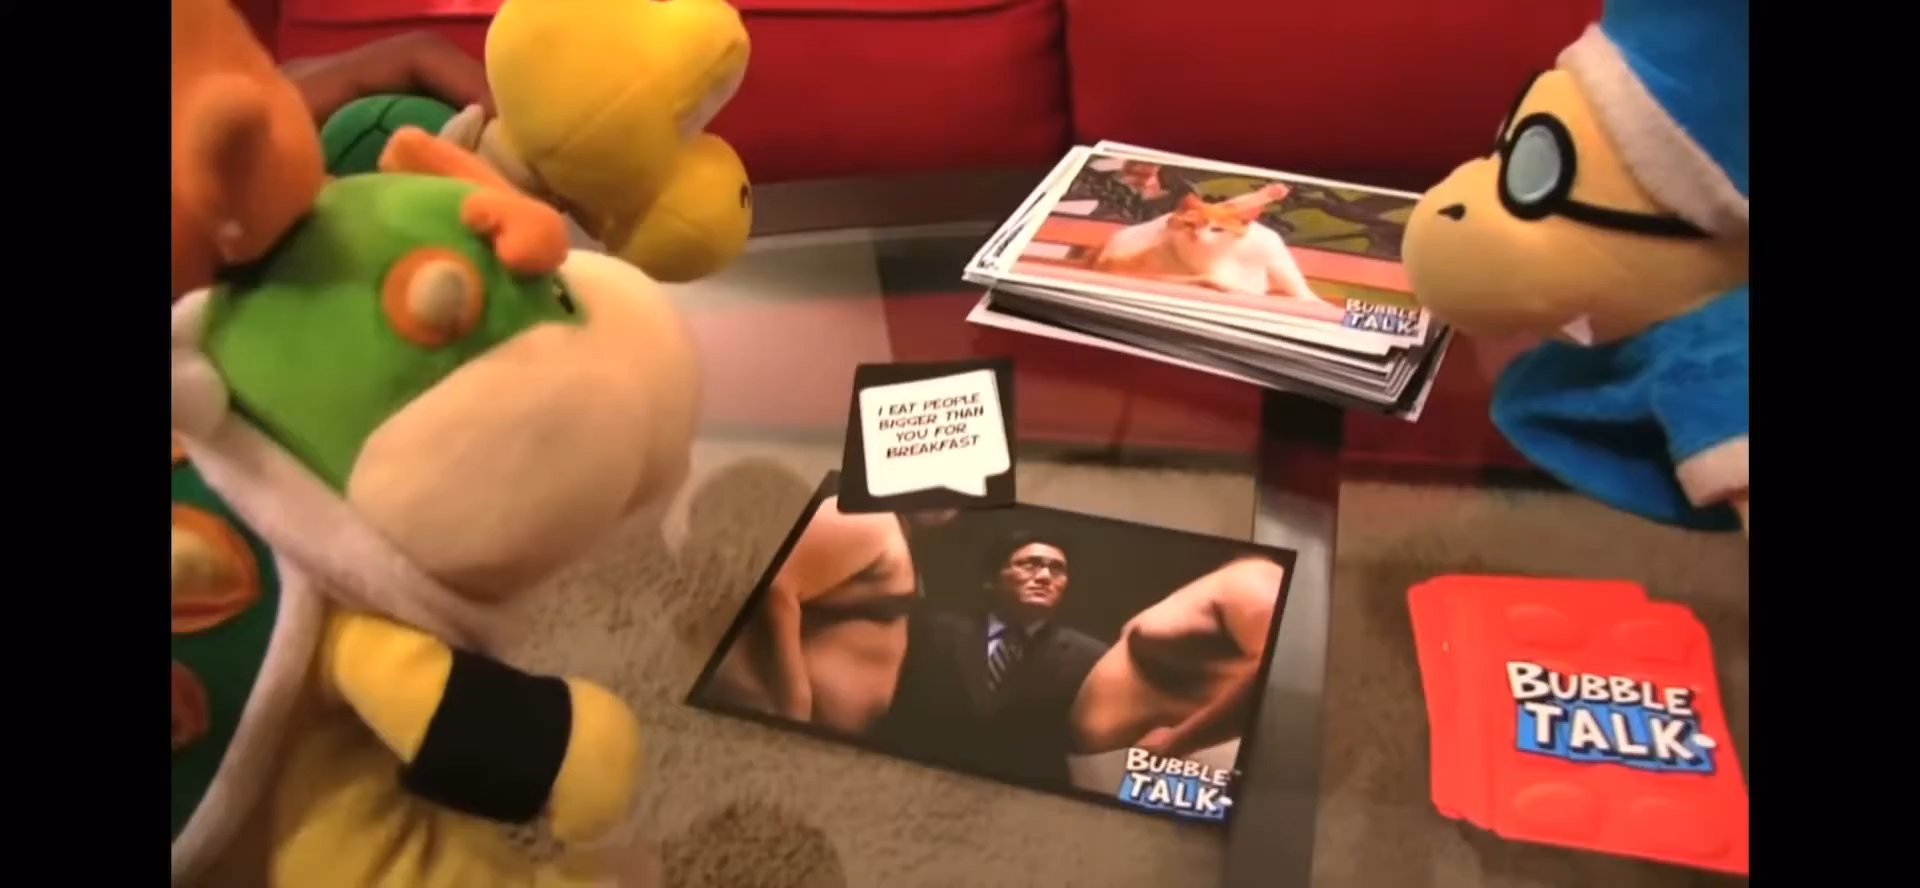 BUBBLE
TALK
I EAT PEOPLE
BIGGER THAN
YOU FOR
BREAKFAST
BUBBLE
TALK
BUBBLE
TALK